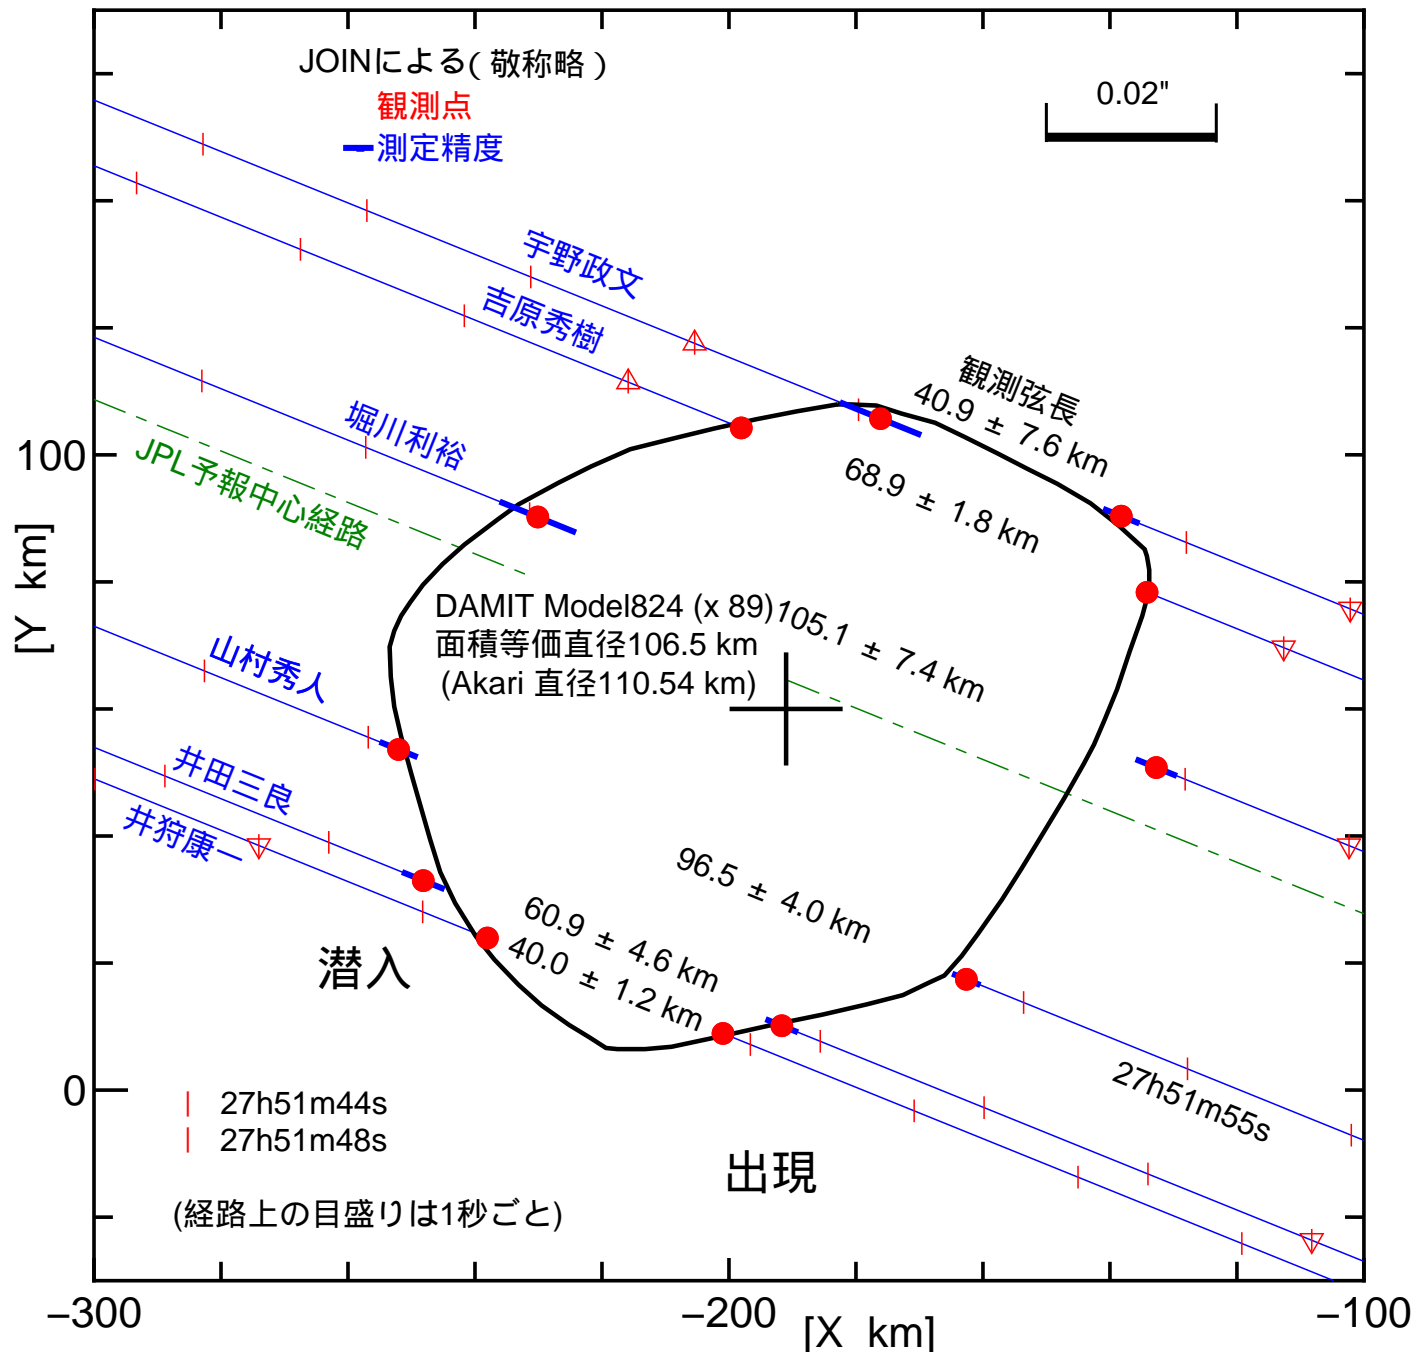 JOINによる(敬称略)
観測点
測定精度
0.02"
宇野政文
吉原秀樹
観測弦長
40.9 ± 7.6 km
68.9 ± 1.8 km
堀川利裕
JPL予報中心経路
100
[Y km]
DAMIT Model824 (x 89)
105.1 ± 7.4 km
面積等価直径106.5 km
(Akari 直径110.54 km)
山村秀人
井田三良
井狩康一
96.5 ± 4.0 km
60.9 ± 4.6 km
40.0 ± 1.2 km
潜入
27h51m55s
0
27h51m44s
27h51m48s
出現
(経路上の目盛りは1秒ごと)
−300
−200
−100
[X km]